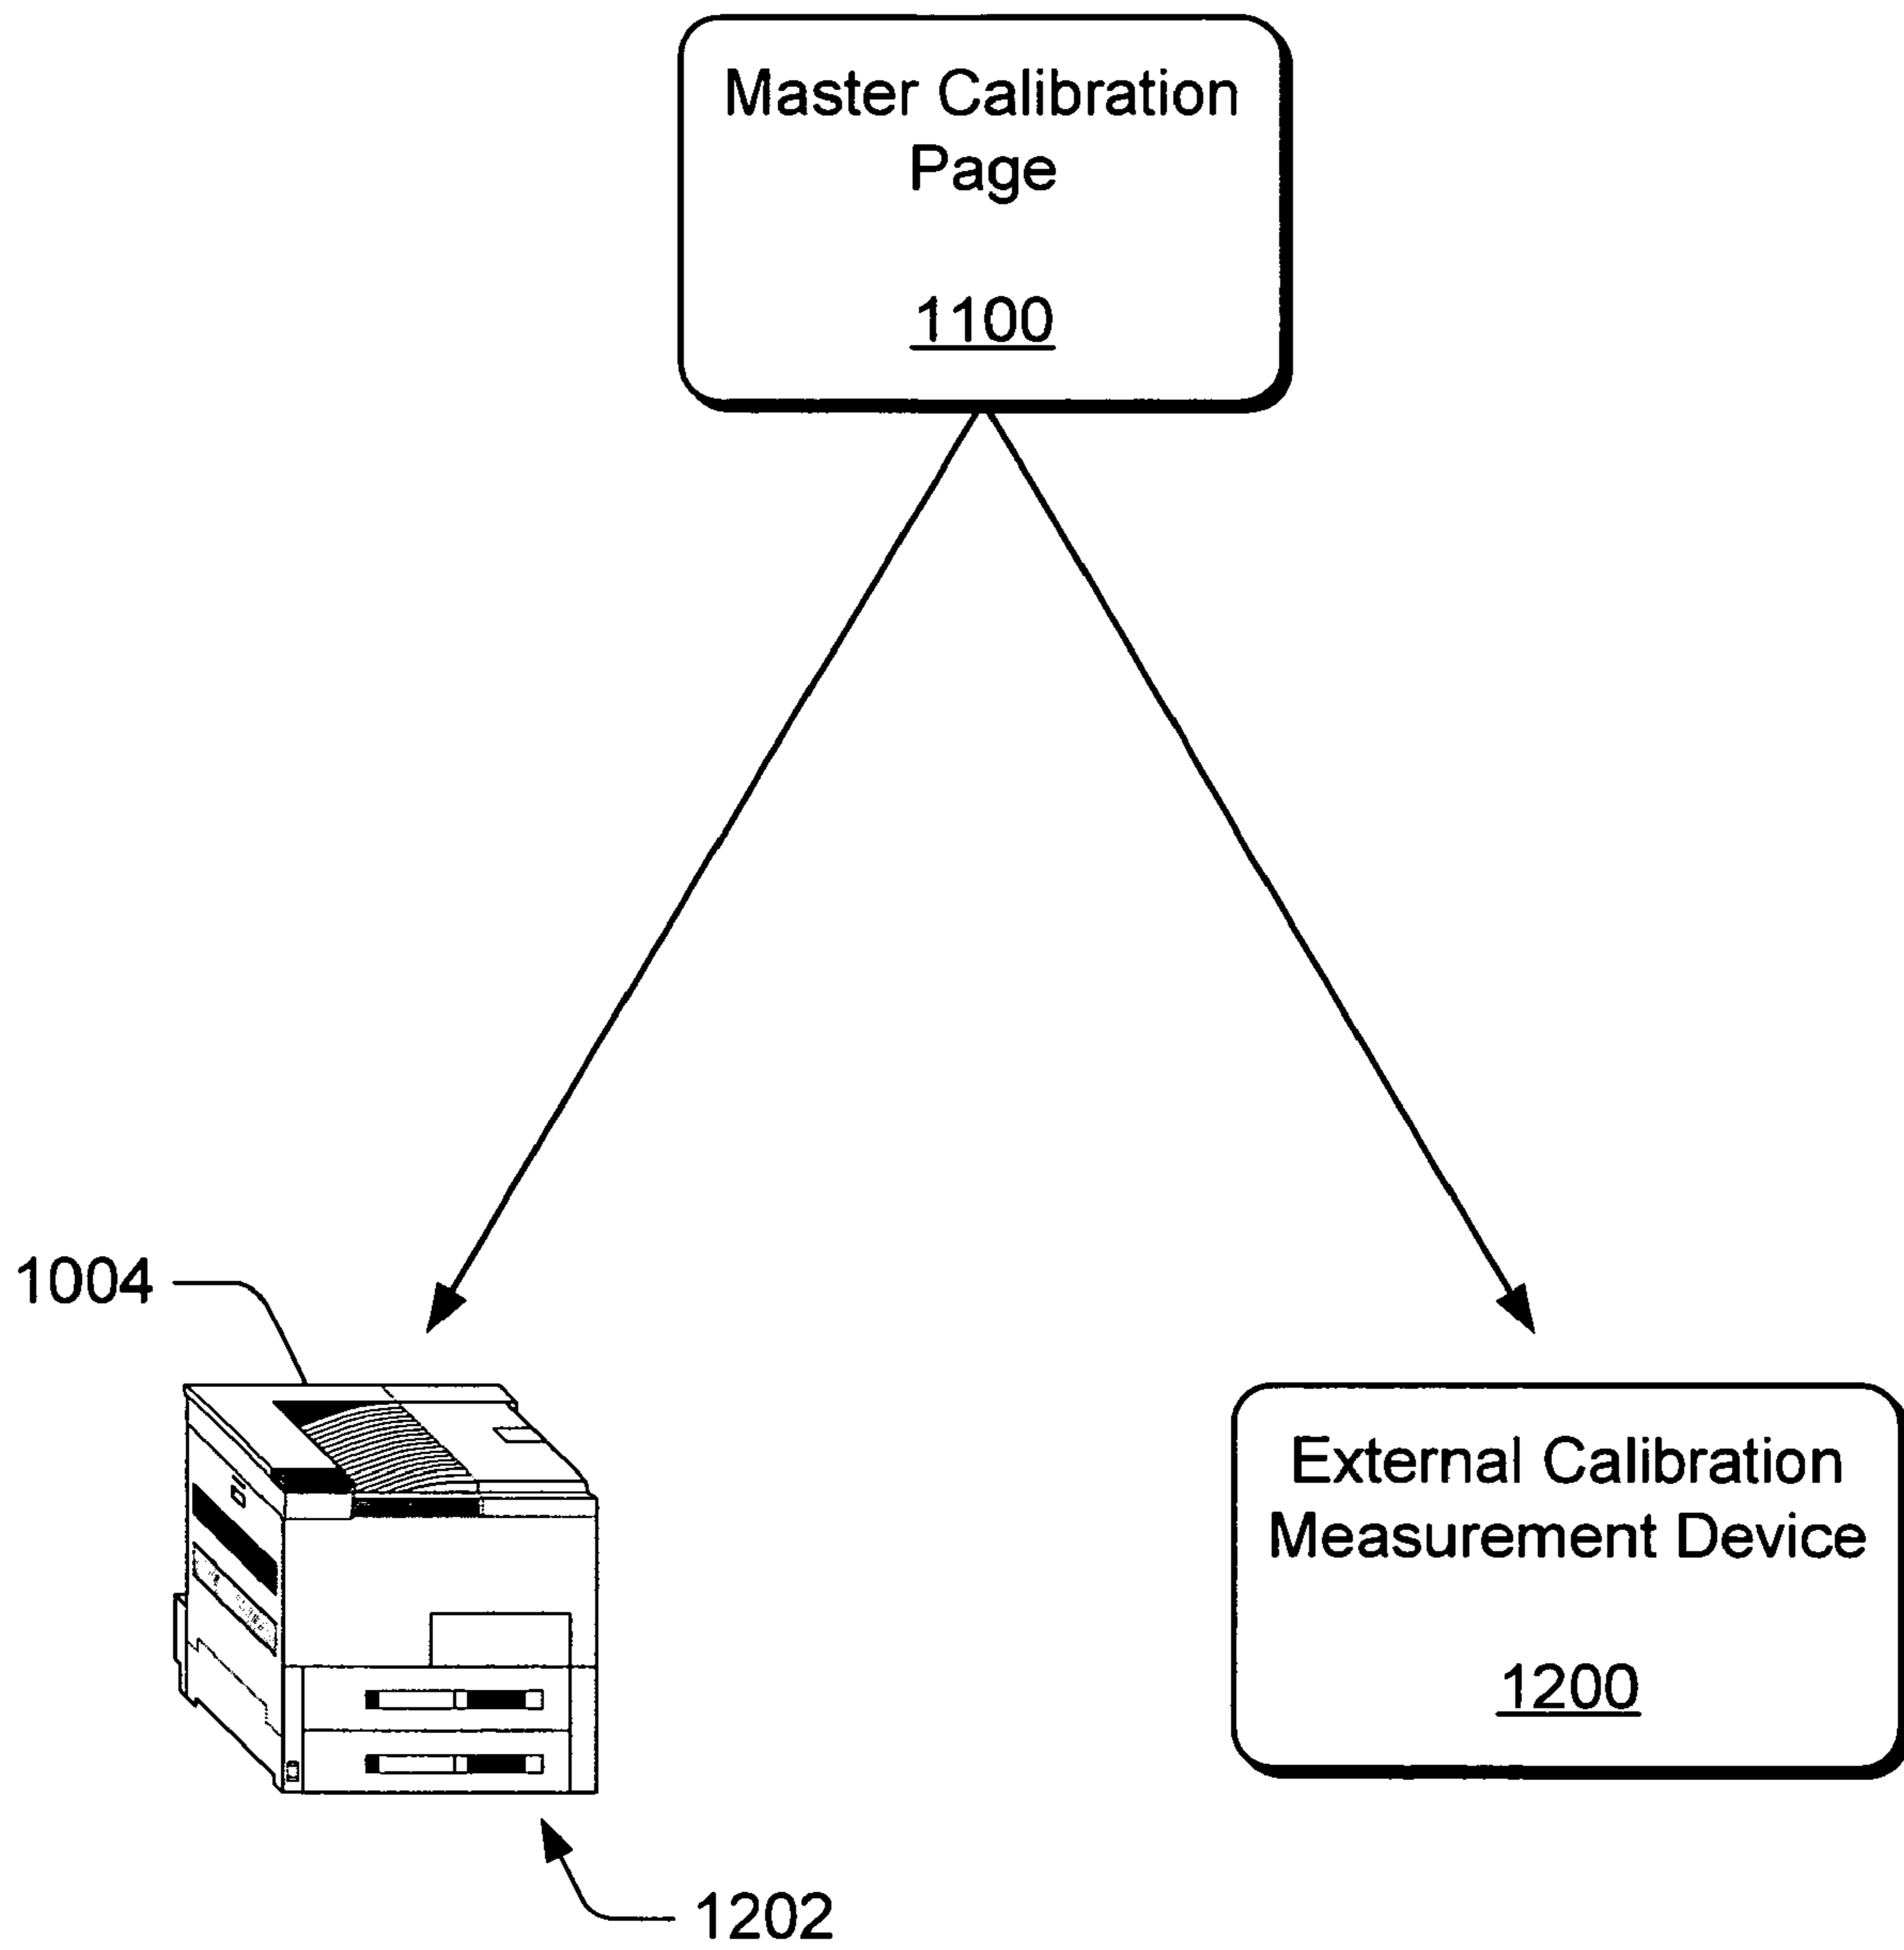 Master Calibration
Page
1100
1004
External Calibration
Measurement Device
1200
1202